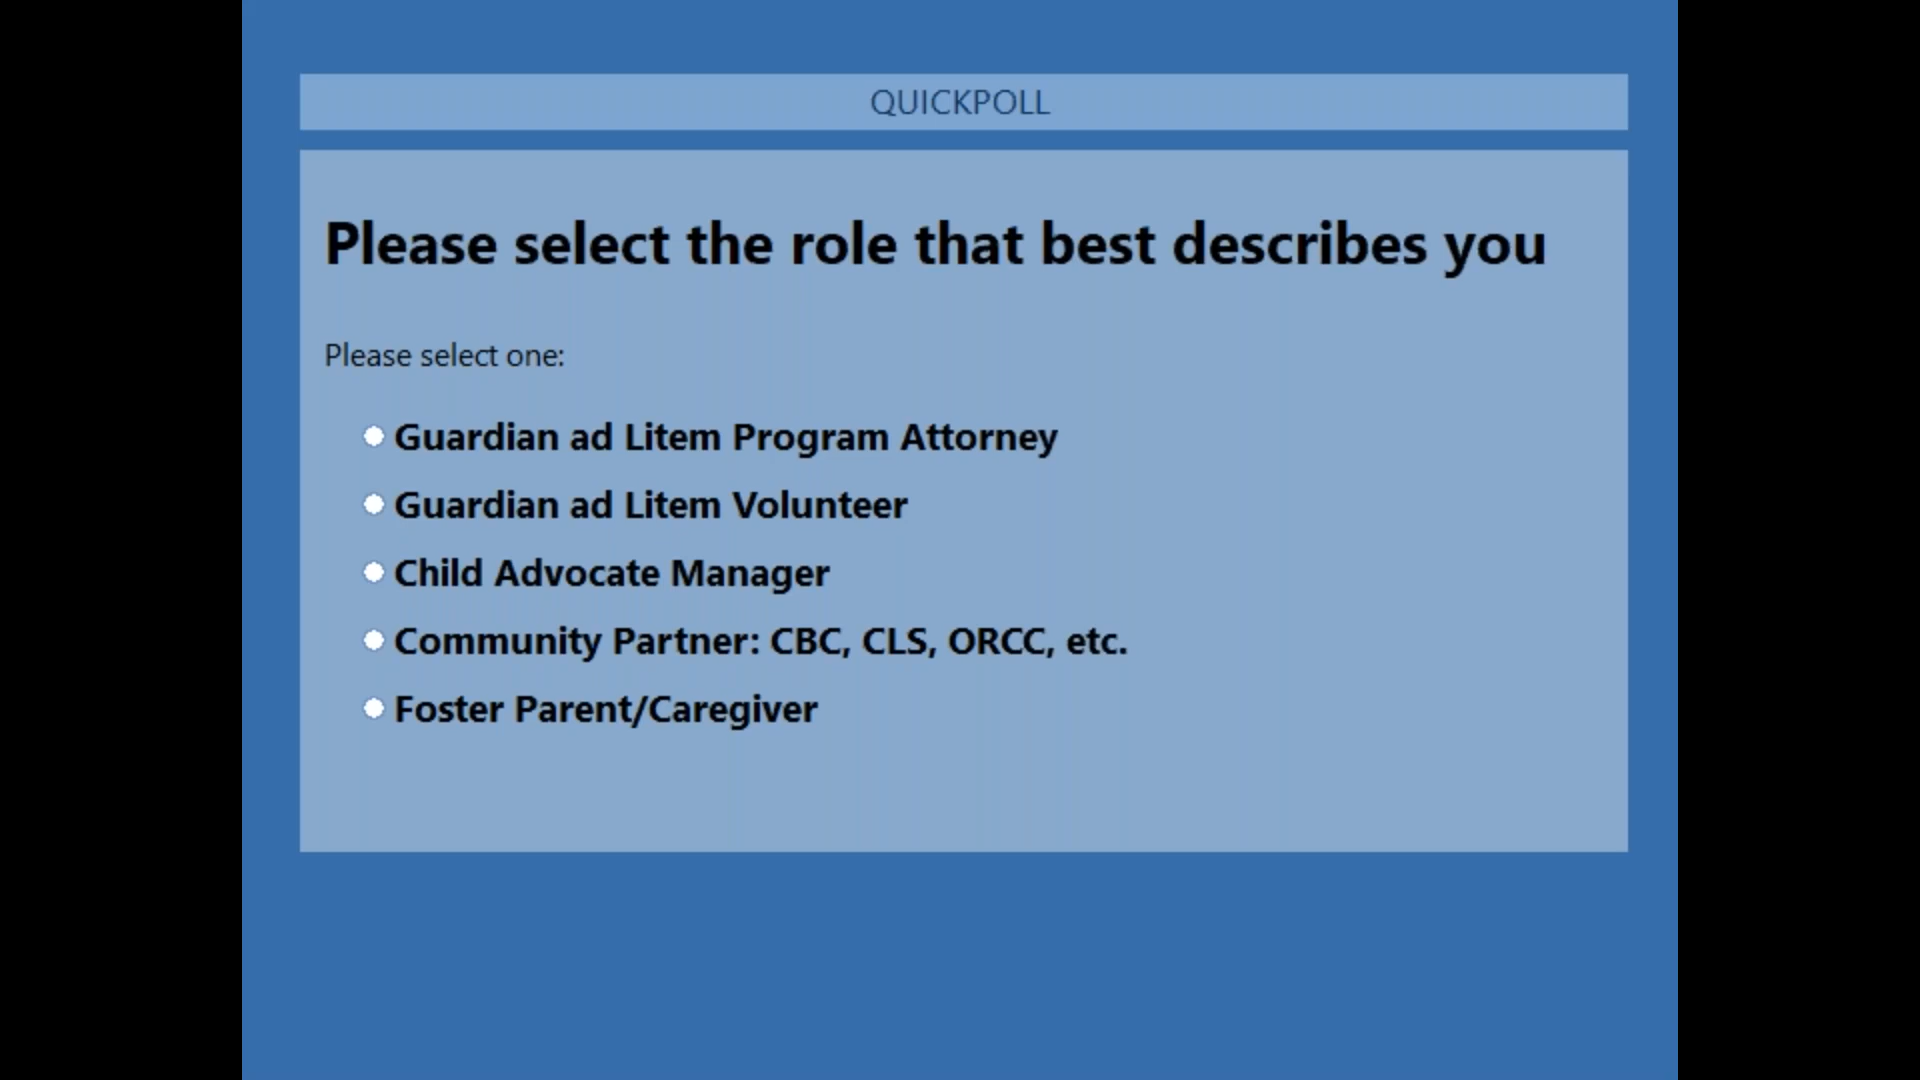 QUICKPOLL
Please select the role that best describes you
Please select one:
Guardian ad Litem Program Attorney
Guardian ad Litem Volunteer
Child Advocate Manager
Community Partner: CBC, CLS, ORCC, etc.
Foster Parent/Caregiver